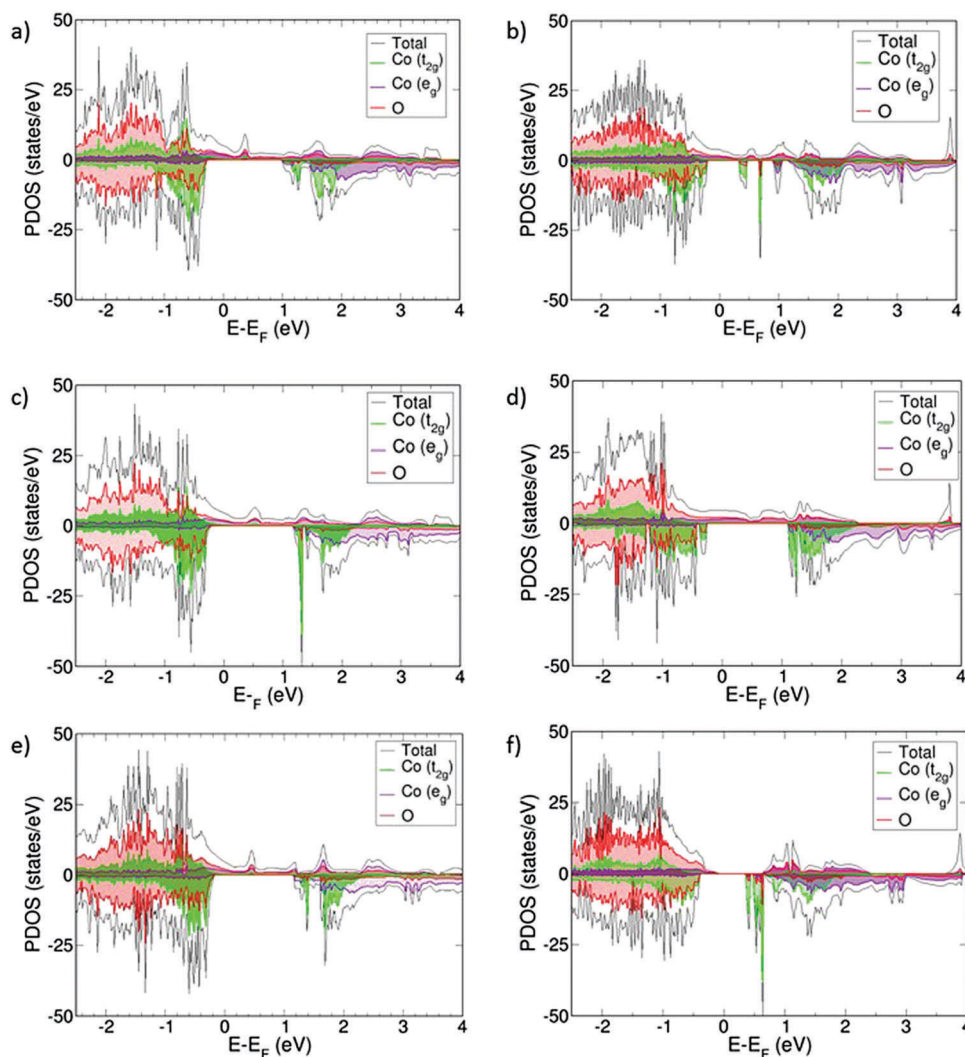 a)
50
25
0
-25
-50
PDOS (states/eV)
Total
Co (t2g)
Co (eg)
O
-2 -1 0 1 2 3 4
E-EF (eV)
b)
50
25
0
-25
-50
PDOS (states/eV)
Total
Co (t2g)
Co (eg)
O
-2 -1 0 1 2 3 4
E-EF (eV)
c)
50
25
0
-25
-50
PDOS (states/eV)
Total
Co (t2g)
Co (eg)
O
-2 -1 0 1 2 3 4
E-F (eV)
d)
50
25
0
-25
-50
PDOS (states/eV)
Total
Co (t2g)
Co (eg)
O
-2 -1 0 1 2 3 4
E-EF (eV)
e)
50
25
0
-25
-50
PDOS (states/eV)
Total
Co (t2g)
Co (eg)
O
-2 -1 0 1 2 3 4
E-EF (eV)
f)
50
25
0
-25
-50
PDOS (states/eV)
Total
Co (t2g)
Co (eg)
O
-2 -1 0 1 2 3 4
E-EF (eV)